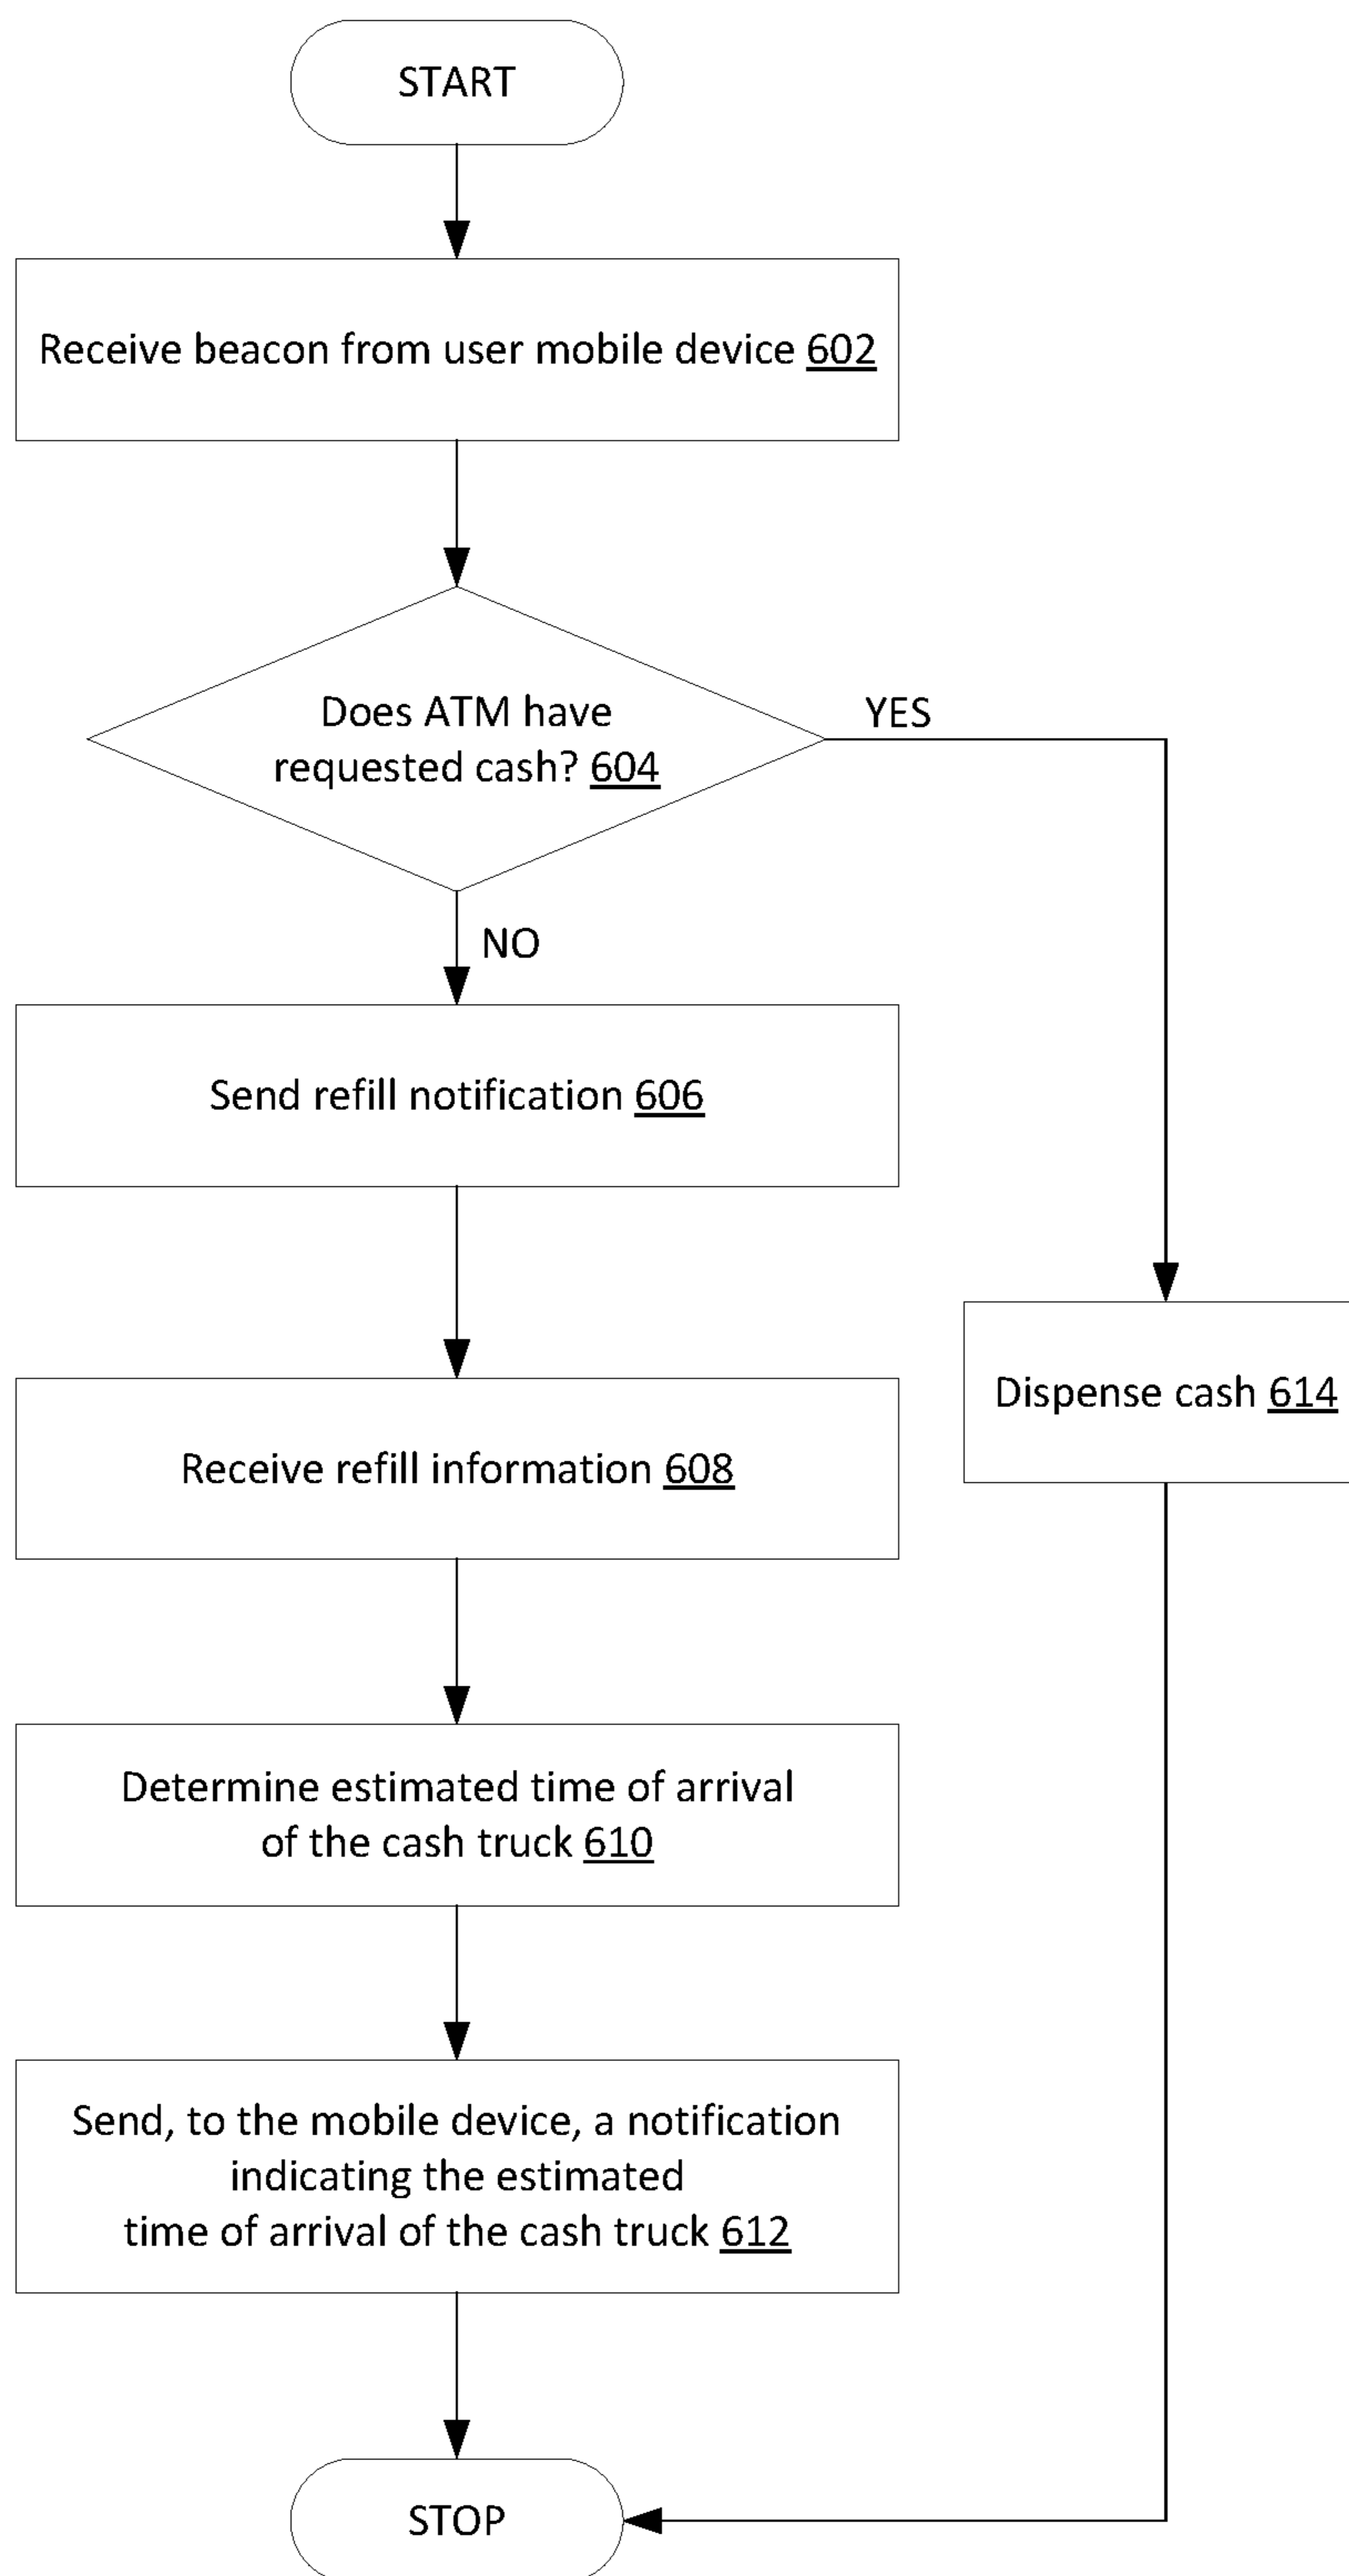 START
Receive beacon from user mobile device 602
Does ATM have
requested cash? 604
YES
NO
Send refill notification 606
Receive refill information 608
Dispense cash 614
Determine estimated time of arrival
of the cash truck 610
Send, to the mobile device, a notification
indicating the estimated
time of arrival of the cash truck 612
STOP